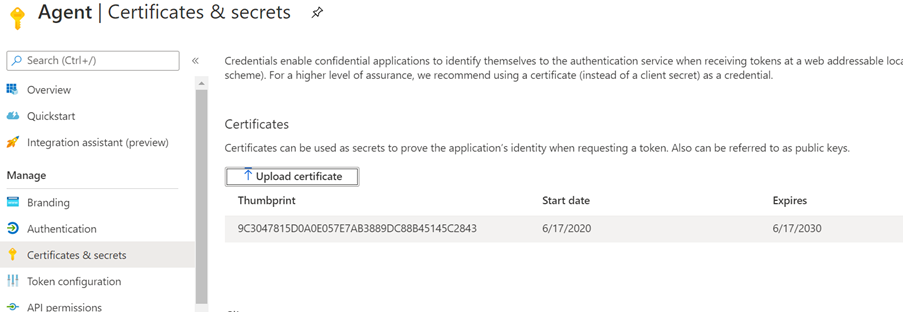 Agent | Certificates & secrets
Search (Ctrl+/)
«
Overview
Quickstart
Integration assistant (preview)
Manage
Branding
Authentication
Certificates & secrets
Token configuration
API permissions
Credentials enable confidential applications to identify themselves to the authentication service when receiving tokens at a web addressable loca
scheme). For a higher level of assurance, we recommend using a certificate (instead of a client secret) as a credential.
Certificates
Certificates can be used as secrets to prove the application's identity when requesting a token. Also can be referred to as public keys.
Upload certificate
Thumbprint Start date Expires
9C3047815D0A0E057E7AB3889DC88B45145C2843 6/17/2020 6/17/2030